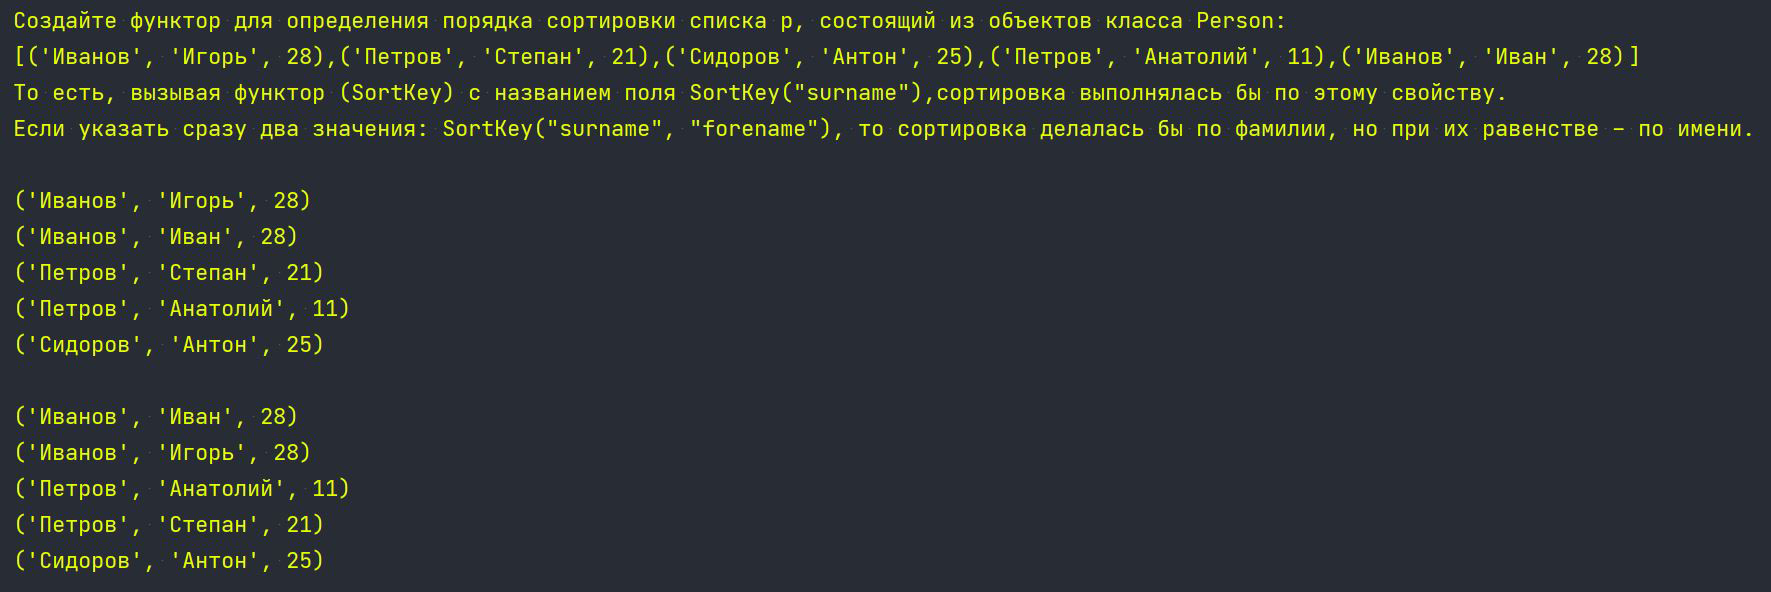 Создайте функтор для определения порядка сортировки списка p, состоящий из объектов класса Person:
[('Иванов', 'Игорь', 28),('Петров', 'Степан', 21),('Сидоров', 'Антон', 25),('Петров', 'Анатолий', 11),('Иванов', 'Иван', 28)]
То есть, вызывая функтор (SortKey) с названием поля SortKey("surname"),сортировка выполнялась бы по этому свойству.
Если указать сразу два значения: SortKey("surname", "forename"), то сортировка делалась бы по фамилии, но при их равенстве – по имени.
('Иванов', 'Игорь', 28)
('Иванов', 'Иван', 28)
('Петров', 'Степан', 21)
('Петров', 'Анатолий', 11)
('Сидоров', 'Антон', 25)
('Иванов', 'Иван', 28)
('Иванов', 'Игорь', 28)
('Петров', 'Анатолий', 11)
('Петров', 'Степан', 21)
('Сидоров', 'Антон', 25)